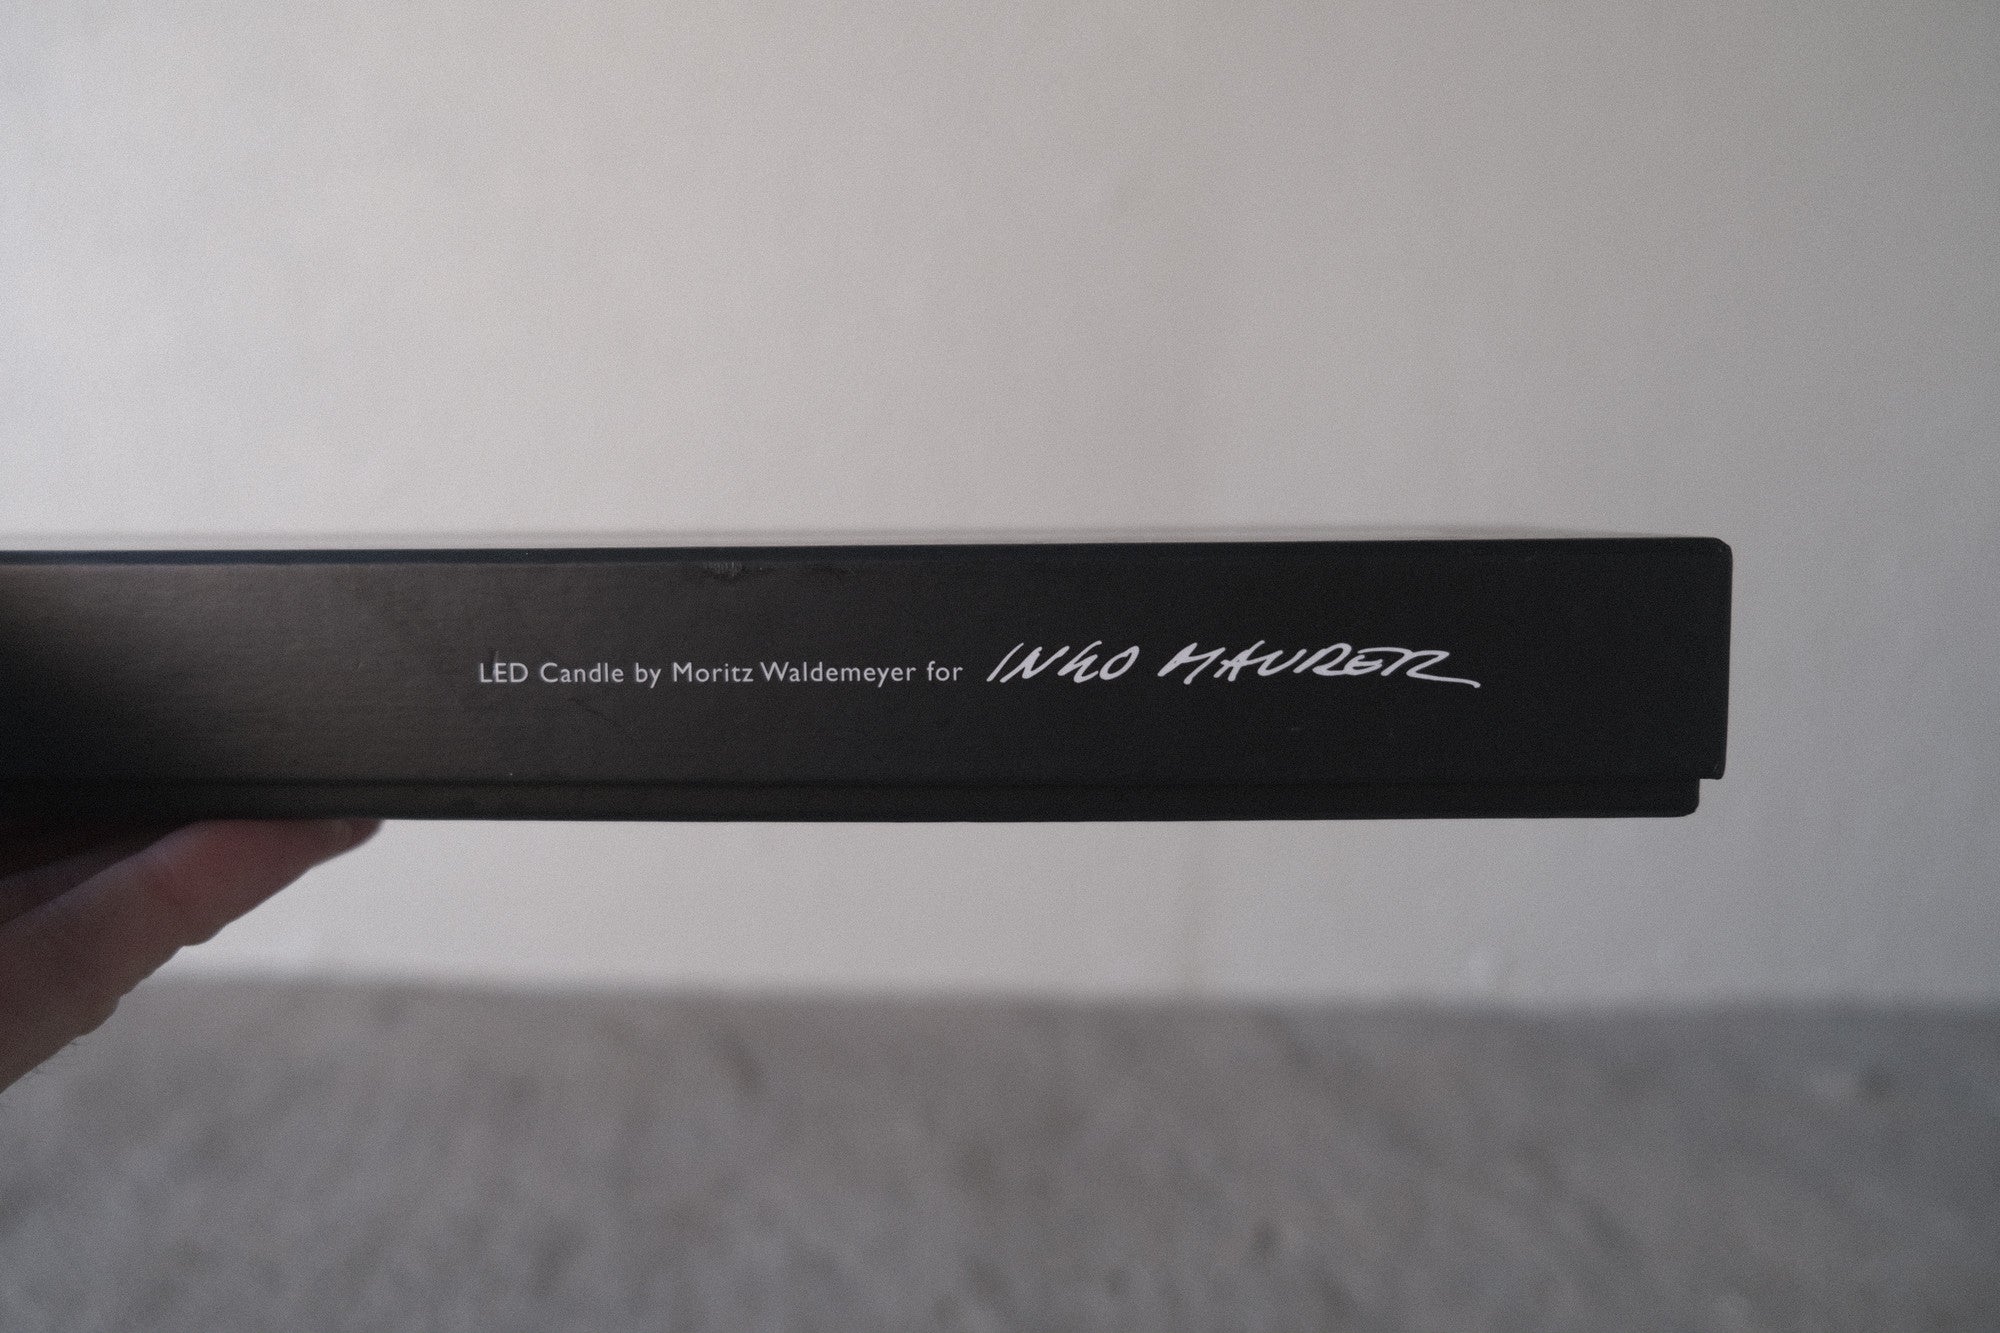 LED Candle by Moritz Waldemeyer for INGO MAURER